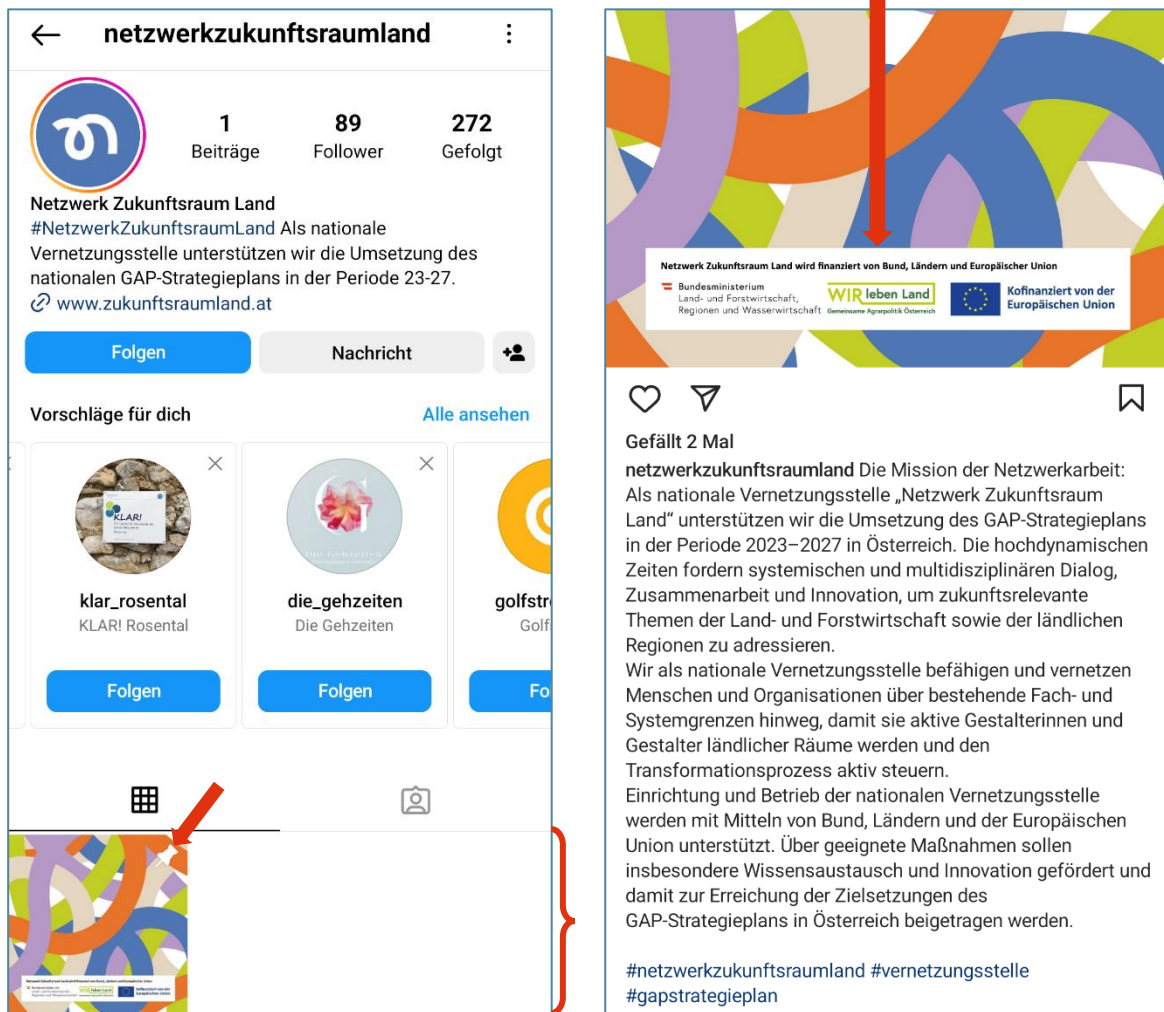 netzwerkzukunftsraumland
1 89 272
Beiträge Follower Gefolgt
Netzwerk Zukunftsraum Land
#NetzwerkZukunftsraumLand Als nationale
Vernetzungsstelle unterstützen wir die Umsetzung des
nationalen GAP-Strategieplans in der Periode 23-27.
www.zukunftsraumland.at
Folgen Nachricht
Vorschläge für dich Alle ansehen
KLAR!
Die Gehzeiten
klar_rosental die_gehzeiten golfstr
KLAR! Rosental Die Gehzeiten Golf
Folgen Folgen Fo
Netzwerk Zukunftsraum Land wird finanziert von Bund, Ländern und Europäischer Union
Bundesministerium
Land- und Forstwirtschaft,
Regionen und Wasserwirtschaft
WIR leben Land
Gemeinsame Agrarpolitik Österreich
Kofinanziert von der
Europäischen Union
Gefällt 2 Mal
netzwerkzukunftsraumland Die Mission der Netzwerkarbeit:
Als nationale Vernetzungsstelle „Netzwerk Zukunftsraum
Land“ unterstützen wir die Umsetzung des GAP-Strategieplans
in der Periode 2023–2027 in Österreich. Die hochdynamischen
Zeiten fordern systemischen und multidisziplinären Dialog,
Zusammenarbeit und Innovation, um zukunftsrelevante
Themen der Land- und Forstwirtschaft sowie der ländlichen
Regionen zu adressieren.
Wir als nationale Vernetzungsstelle befähigen und vernetzen
Menschen und Organisationen über bestehende Fach- und
Systemgrenzen hinweg, damit sie aktive Gestalterinnen und
Gestalter ländlicher Räume werden und den
Transformationsprozess aktiv steuern.
Einrichtung und Betrieb der nationalen Vernetzungsstelle
werden mit Mitteln von Bund, Ländern und der Europäischen
Union unterstützt. Über geeignete Maßnahmen sollen
insbesondere Wissensaustausch und Innovation gefördert und
damit zur Erreichung der Zielsetzungen des
GAP-Strategieplans in Österreich beigetragen werden.
#netzwerkzukunftsraumland #vernetzungsstelle
#gapstrategieplan